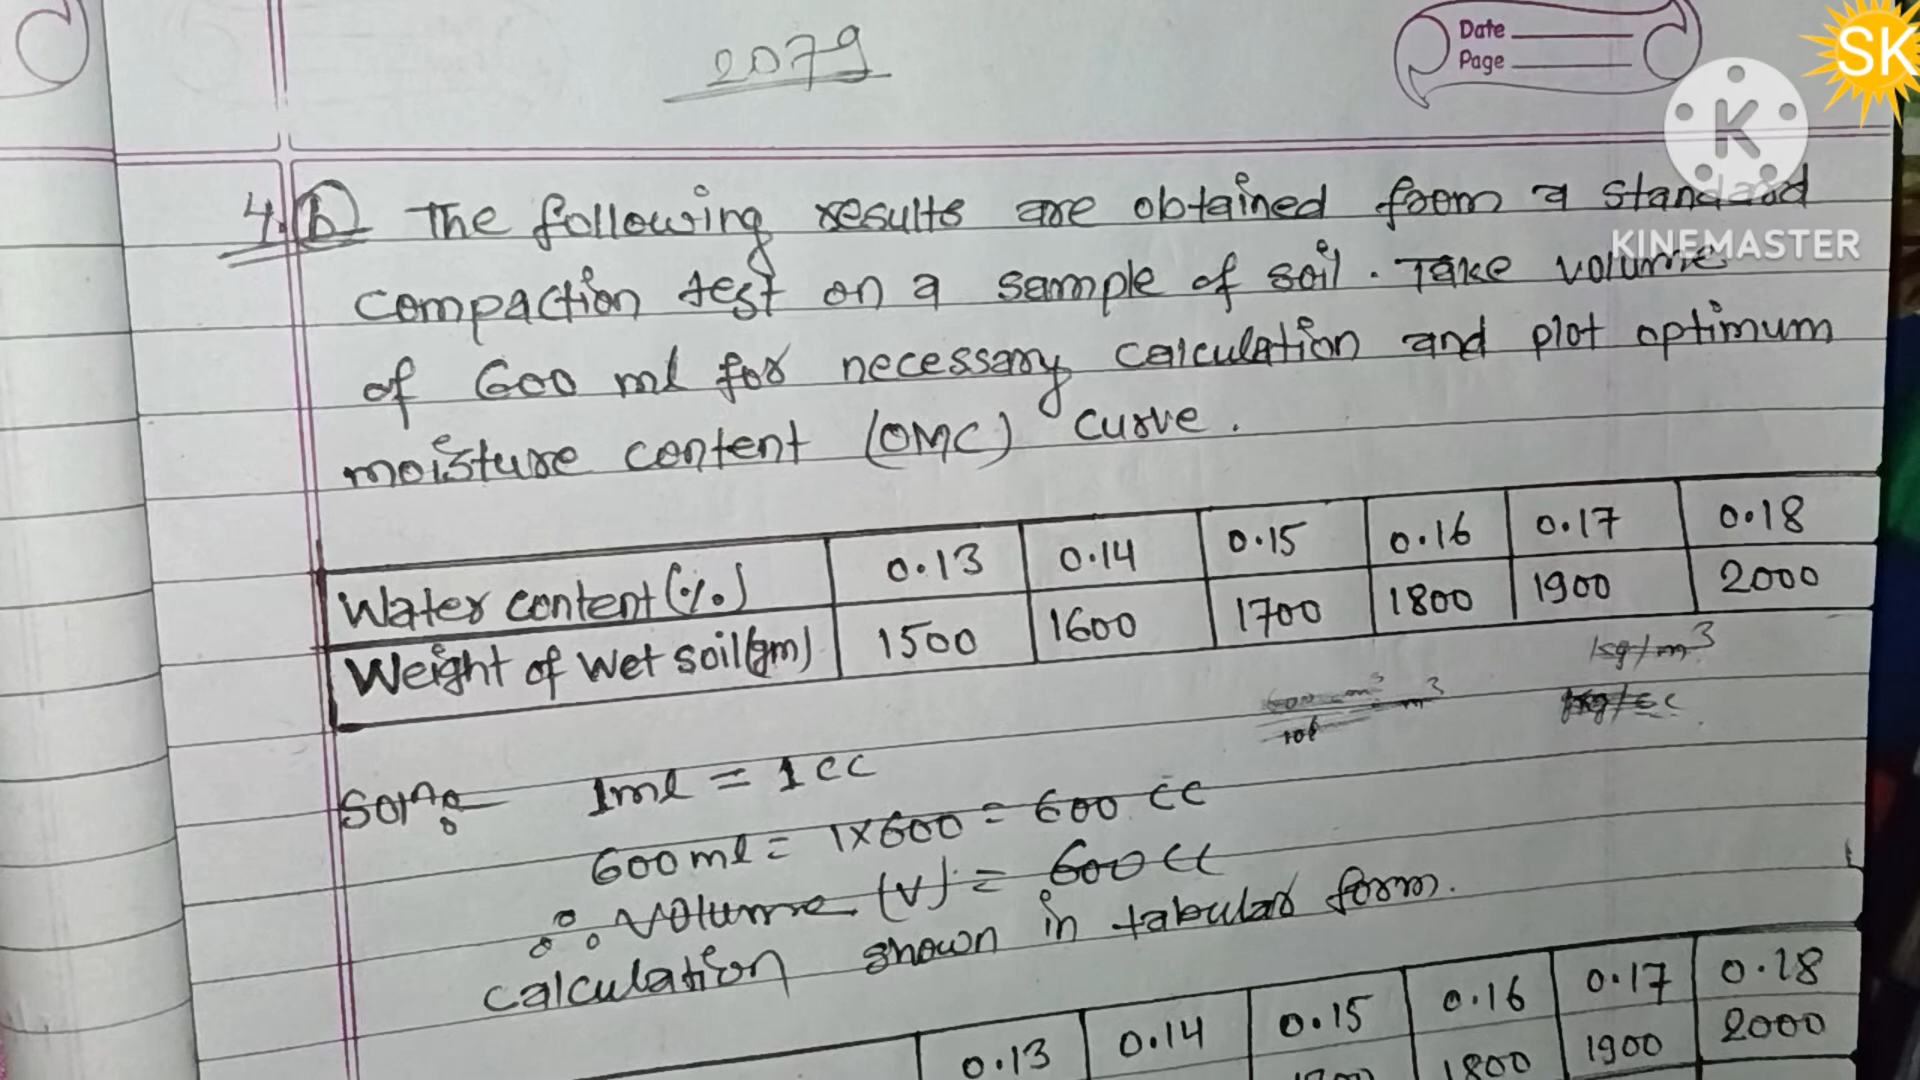 2079
Date
Page
SK
K
KINEMASTER
4.(b) The following results are obtained from a standard
compaction test on a sample of soil. Take volume
of 600 ml for necessary calculation and plot optimum
moisture content (OMC) curve.
Water content (%) 0.13 0.14 0.15 0.16 0.17 0.18
Weight of wet soil(gm) 1500 1600 1700 1800 1900 2000
kg/m³
Solⁿ: 1ml = 1cc
600ml = 1×600 = 600 cc
∴ volume (v) = 600cc
calculation shown in tabular form.
0.13 0.14 0.15 0.16 0.17 0.18
1800 1900 2000